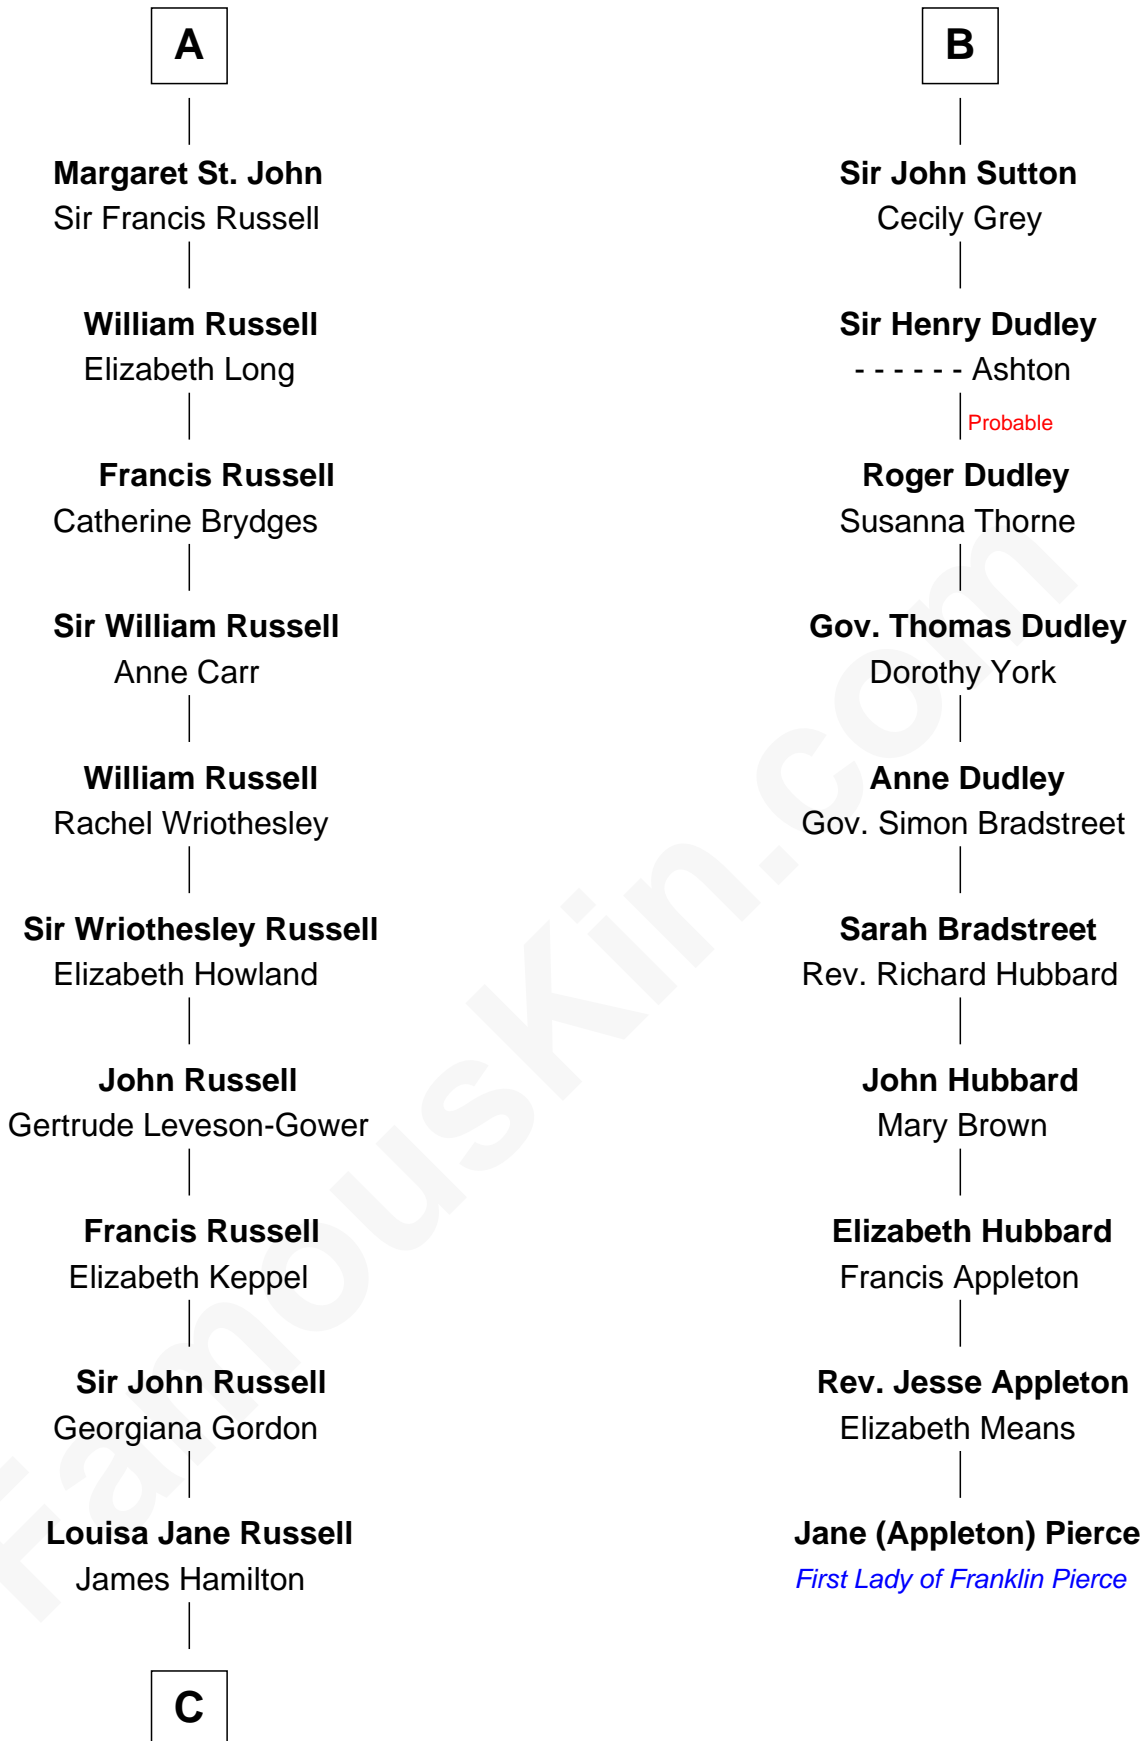 A
Margaret St. John
Sir Francis Russell
William Russell
Elizabeth Long
Francis Russell
Catherine Brydges
Sir William Russell
Anne Carr
William Russell
Rachel Wriothesley
Sir Wriothesley Russell
Elizabeth Howland
John Russell
Gertrude Leveson-Gower
Francis Russell
Elizabeth Keppel
Sir John Russell
Georgiana Gordon
Louisa Jane Russell
James Hamilton
C
B
Sir John Sutton
Cecily Grey
Sir Henry Dudley
- - - - - - Ashton
Probable
Roger Dudley
Susanna Thorne
Gov. Thomas Dudley
Dorothy York
Anne Dudley
Gov. Simon Bradstreet
Sarah Bradstreet
Rev. Richard Hubbard
John Hubbard
Mary Brown
Elizabeth Hubbard
Francis Appleton
Rev. Jesse Appleton
Elizabeth Means
Jane (Appleton) Pierce
First Lady of Franklin Pierce
FamousKin.com